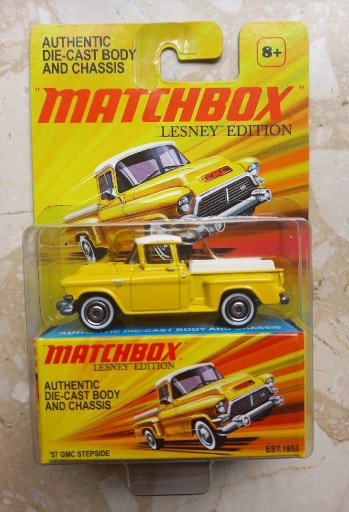 AUTHENTIC
DIE-CAST BODY
AND CHASSIS
8+
"MATCHBOX"
LESNEY EDITION
GMC
AUTHENTIC DIE-CAST BODY AND CHASSIS
MATCHBOX
LESNEY EDITION
AUTHENTIC
DIE-CAST BODY
AND CHASSIS
'57 GMC STEPSIDE
EST. 1953